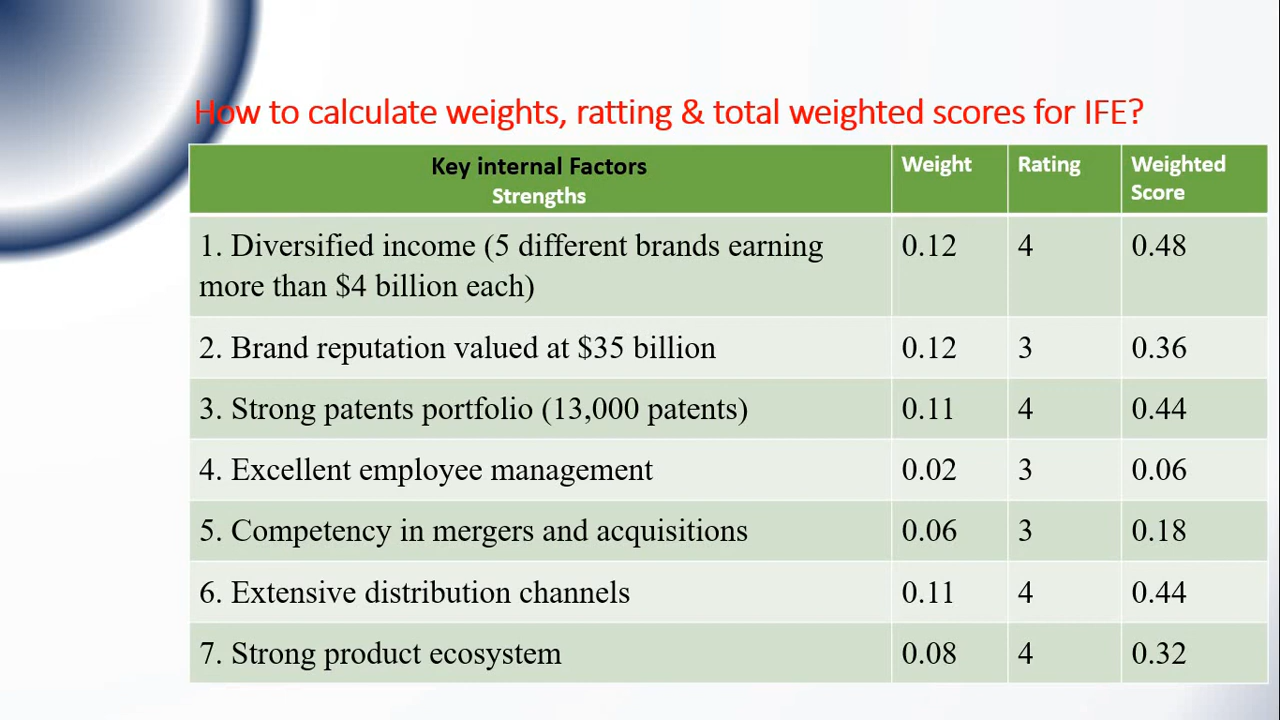 How to calculate weights, ratting & total weighted scores for IFE?
Key internal Factors Weight Rating Weighted
Strengths Score
1. Diversified income (5 different brands earning 0.12 4 0.48
more than $4 billion each)
2. Brand reputation valued at $35 billion 0.12 3 0.36
3. Strong patents portfolio (13,000 patents) 0.11 4 0.44
4. Excellent employee management 0.02 3 0.06
5. Competency in mergers and acquisitions 0.06 3 0.18
6. Extensive distribution channels 0.11 4 0.44
7. Strong product ecosystem 0.08 4 0.32